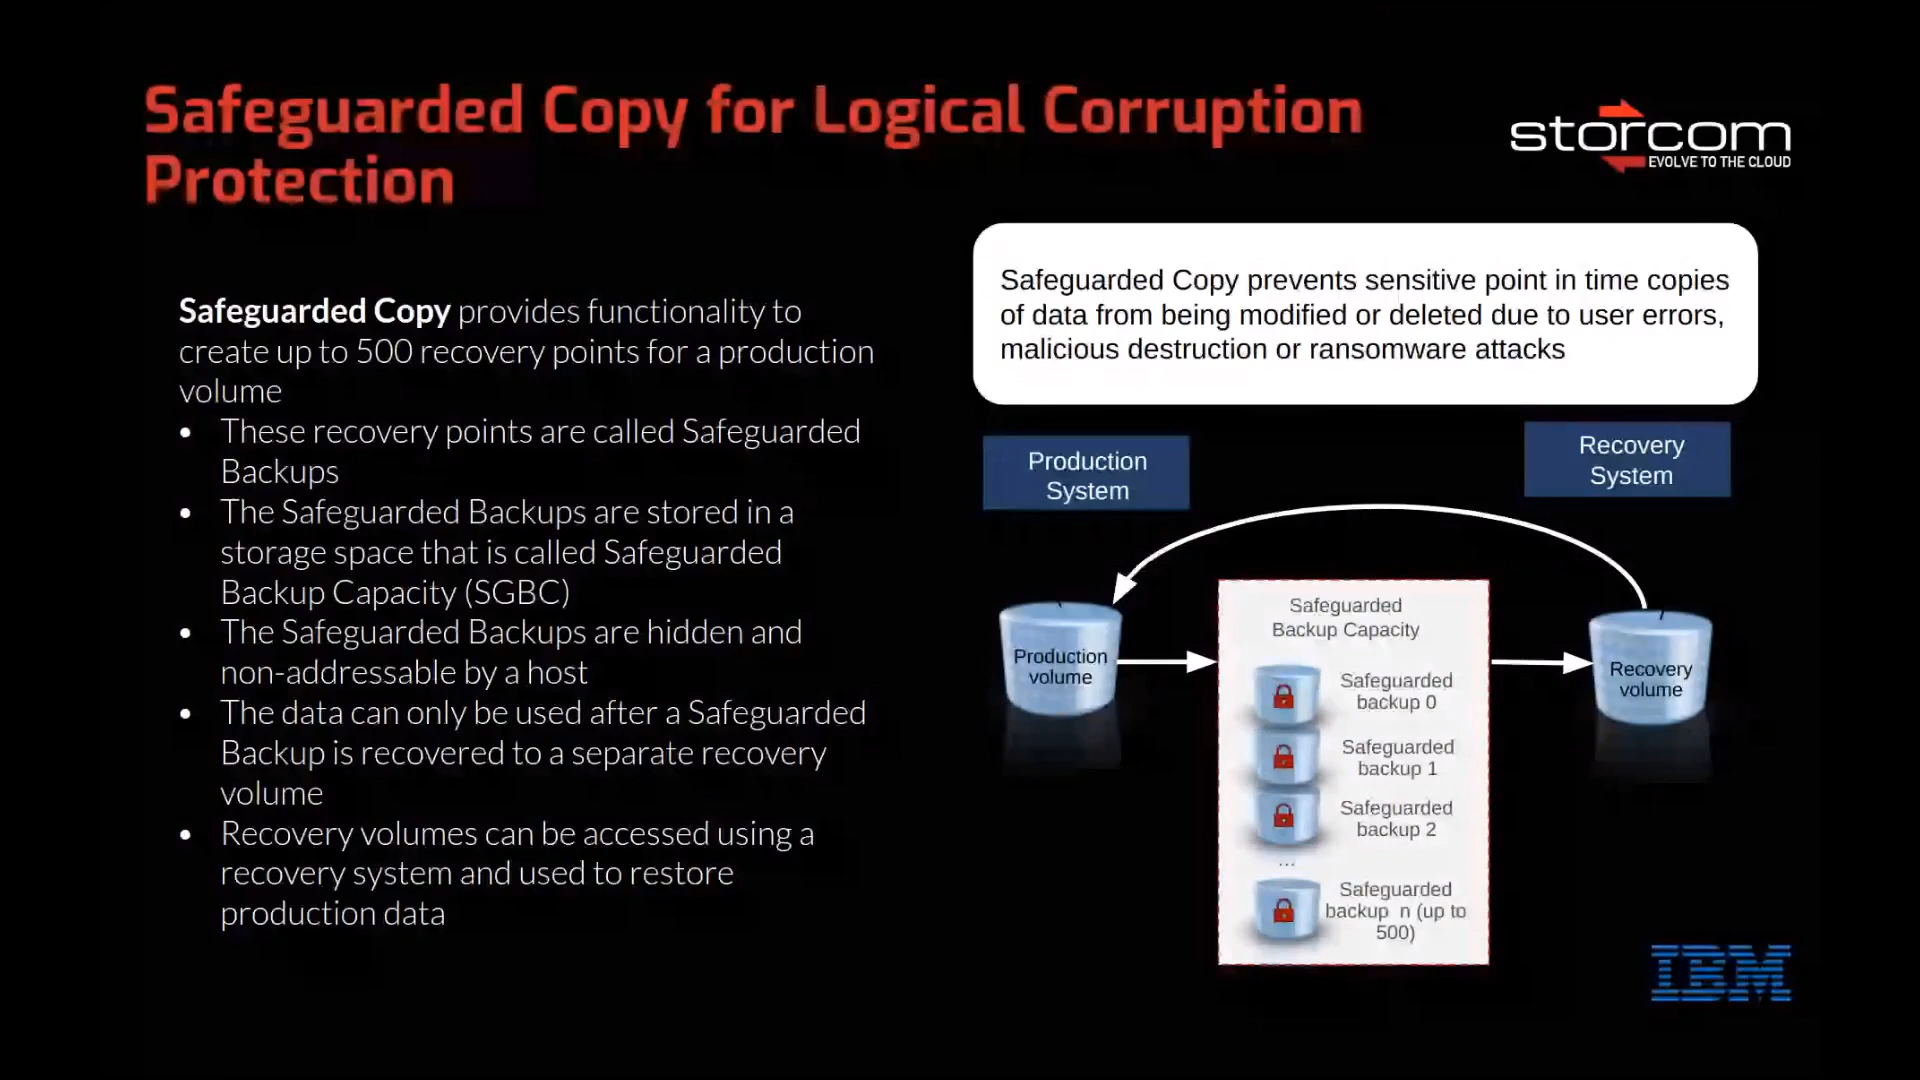 Safeguarded Copy for Logical Corruption
Protection
storcom
EVOLVE TO THE CLOUD
Safeguarded Copy provides functionality to
create up to 500 recovery points for a production
volume
• These recovery points are called Safeguarded
Backups
• The Safeguarded Backups are stored in a
storage space that is called Safeguarded
Backup Capacity (SGBC)
• The Safeguarded Backups are hidden and
non-addressable by a host
• The data can only be used after a Safeguarded
Backup is recovered to a separate recovery
volume
• Recovery volumes can be accessed using a
recovery system and used to restore
production data
Safeguarded Copy prevents sensitive point in time copies
of data from being modified or deleted due to user errors,
malicious destruction or ransomware attacks
Production
System
Recovery
System
Production
volume
Safeguarded
Backup Capacity
Safeguarded
backup 0
Safeguarded
backup 1
Safeguarded
backup 2
...
Safeguarded
backup n (up to
500)
Recovery
volume
IBM